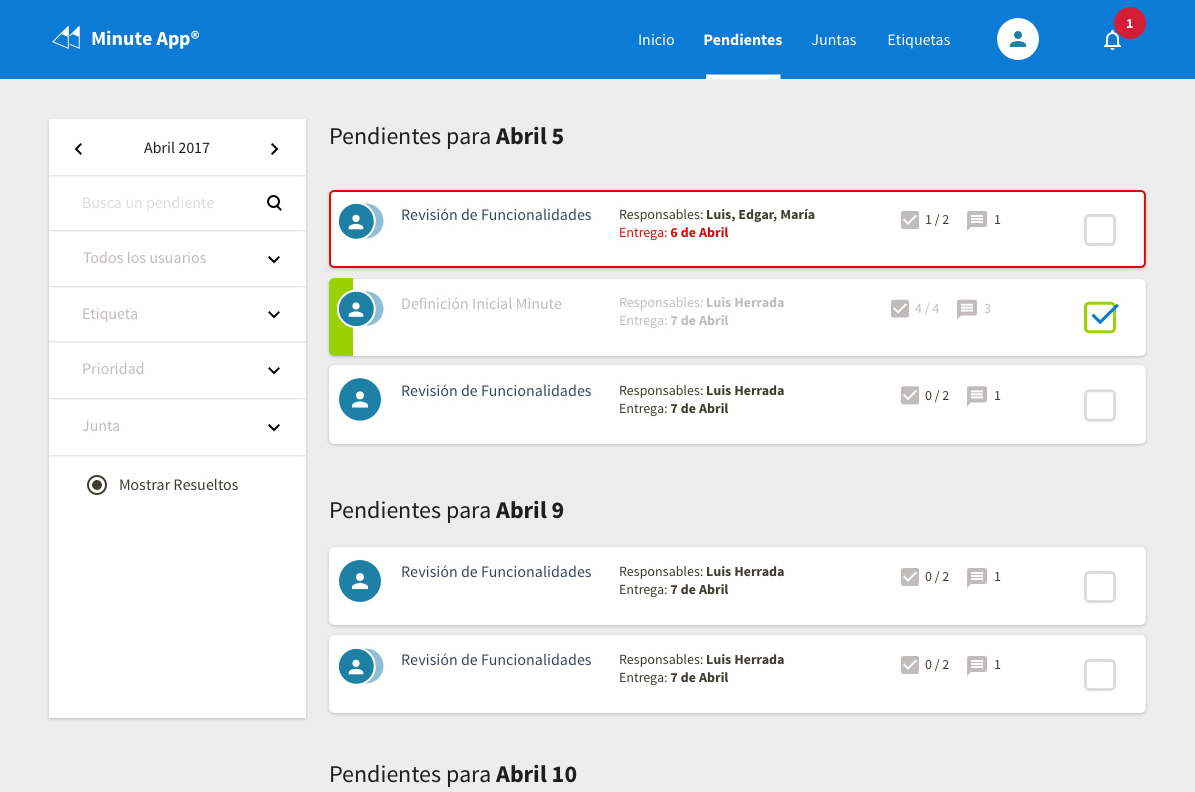 Minute App®
Inicio
Pendientes
Juntas
Etiquetas
1
Abril 2017
Busca un pendiente
Todos los usuarios
Etiqueta
Prioridad
Junta
Mostrar Resueltos
Pendientes para Abril 5
Revisión de Funcionalidades
Responsables: Luis, Edgar, María
Entrega: 6 de Abril
1 / 2
1
Definición Inicial Minute
Responsables: Luis Herrada
Entrega: 7 de Abril
4 / 4
3
Revisión de Funcionalidades
Responsables: Luis Herrada
Entrega: 7 de Abril
0 / 2
1
Pendientes para Abril 9
Revisión de Funcionalidades
Responsables: Luis Herrada
Entrega: 7 de Abril
0 / 2
1
Revisión de Funcionalidades
Responsables: Luis Herrada
Entrega: 7 de Abril
0 / 2
1
Pendientes para Abril 10